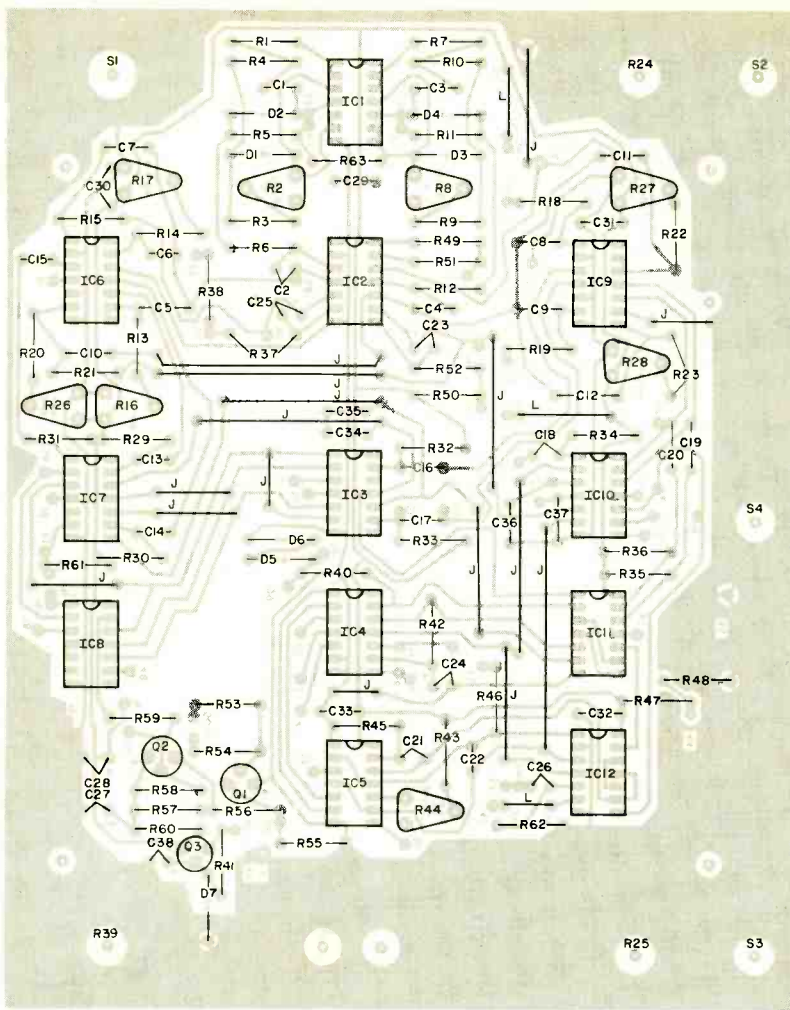 R1 R7
S1 R4 R10 R24 S2
C1 IC1 C3 L
D2 D4
R5 R11 J
C7 D1 R63 D3 C11
C30 R17 R2 C29 R8 R18 R27
R15 R3 R9 C31 R22
R14 R6 R49 C8
C15 IC6 C6 IC2 R51 IC9
R38 C2 R12
C25
C5 C4 C9
C23 J
R20 C10 R13 R37 R19 R28
R21 J R52 R23
J J
R26 R16 C35 R50 C12
J L
R31 R29 C34 R32 C18 R34 C20 C19
C13 C16
IC7 J J IC3 IC10
J C17 C36 C37
C14 D6 R33
R61 R30 D5 R36
J R40 J J J R35
IC8 IC4 R42 IC11
C24 R48
J R46 J R47
R59 R53 C33 C32
R45 R43
Q2 R54 C21 C22
C28 IC5 C26 IC12
C27 R58 Q1
R57 R56 R44 L
R60 R62
C38 Q3 R41 R55
D7
R39 R25 S3
S4